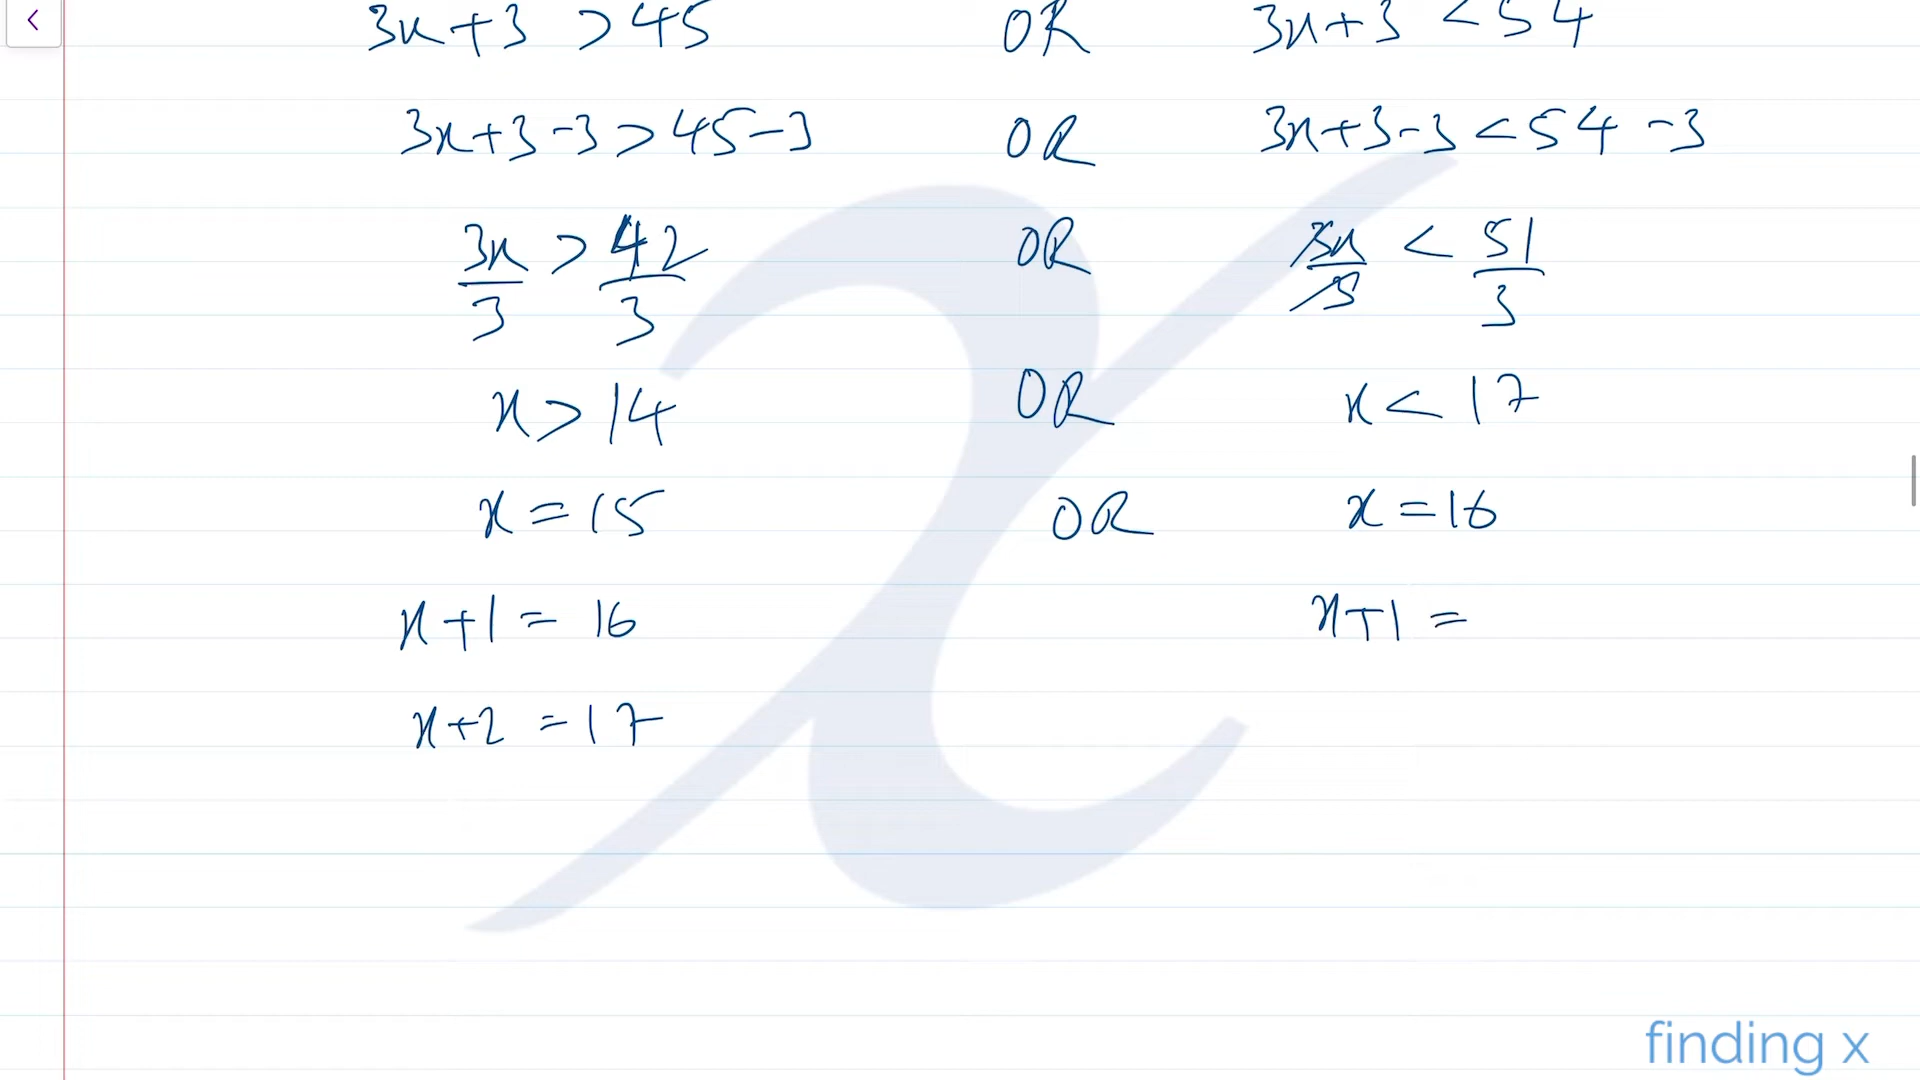 3x+3 > 45 OR 3x+3 < 54
3x+3-3 > 45-3 OR 3x+3-3 < 54-3
3x/3 > 42/3 OR 3x/3 < 51/3
x > 14 OR x < 17
x = 15 OR x = 16
x+1 = 16 x+1 =
x+2 = 17
finding x